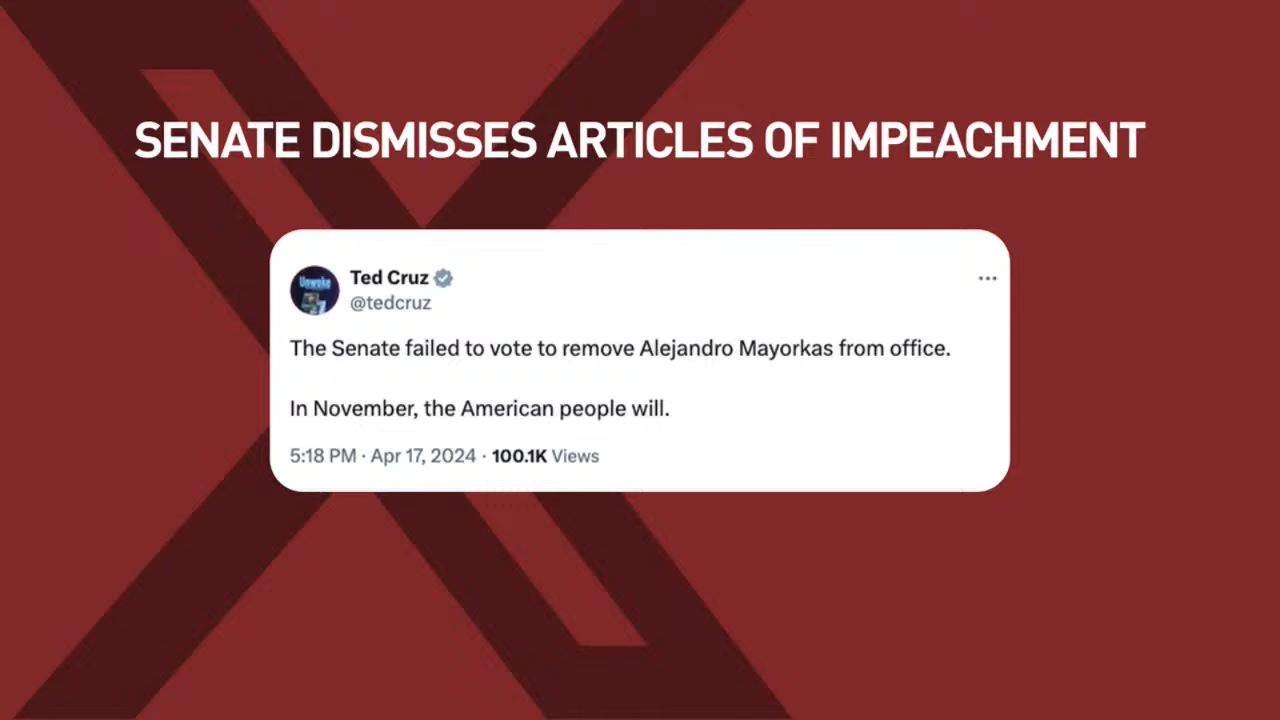 SENATE DISMISSES ARTICLES OF IMPEACHMENT
Unwoke
Ted Cruz
@tedcruz
The Senate failed to vote to remove Alejandro Mayorkas from office.
In November, the American people will.
5:18 PM · Apr 17, 2024 · 100.1K Views